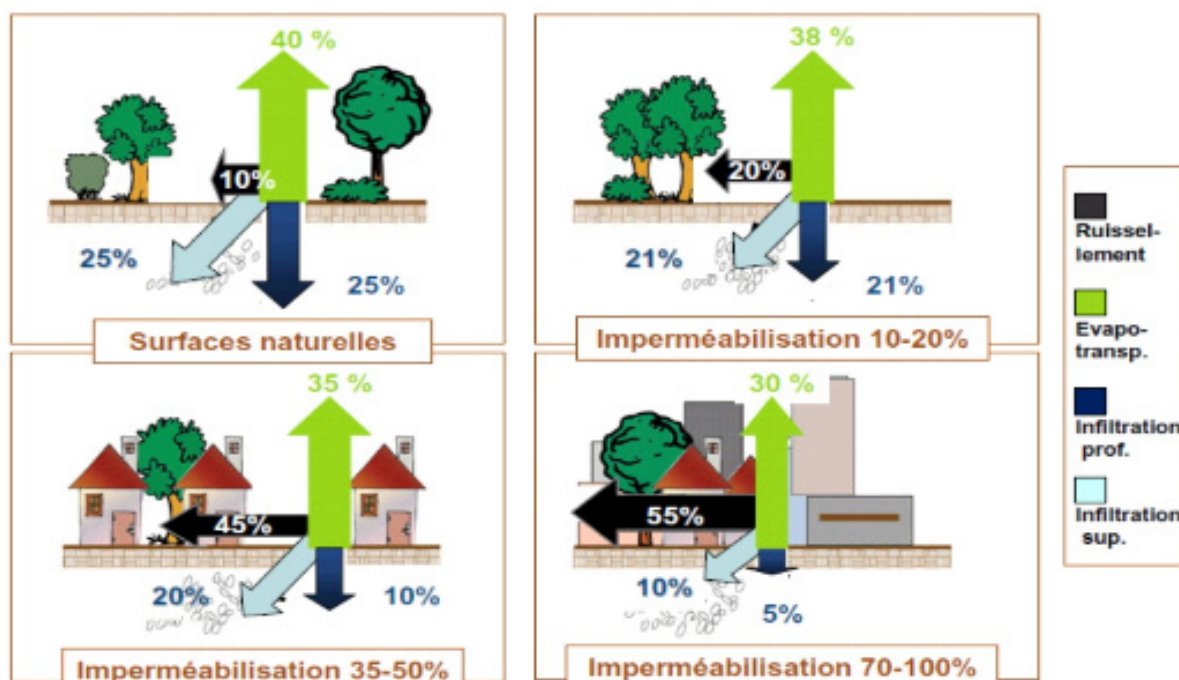 40 %
10%
25%
25%
Surfaces naturelles
38 %
20%
21%
21%
Imperméabilisation 10-20%
35 %
45%
20%
10%
Imperméabilisation 35-50%
30 %
55%
10%
5%
Imperméabilisation 70-100%
Ruissel-
lement
Evapo-
transp.
Infiltration
prof.
Infiltration
sup.